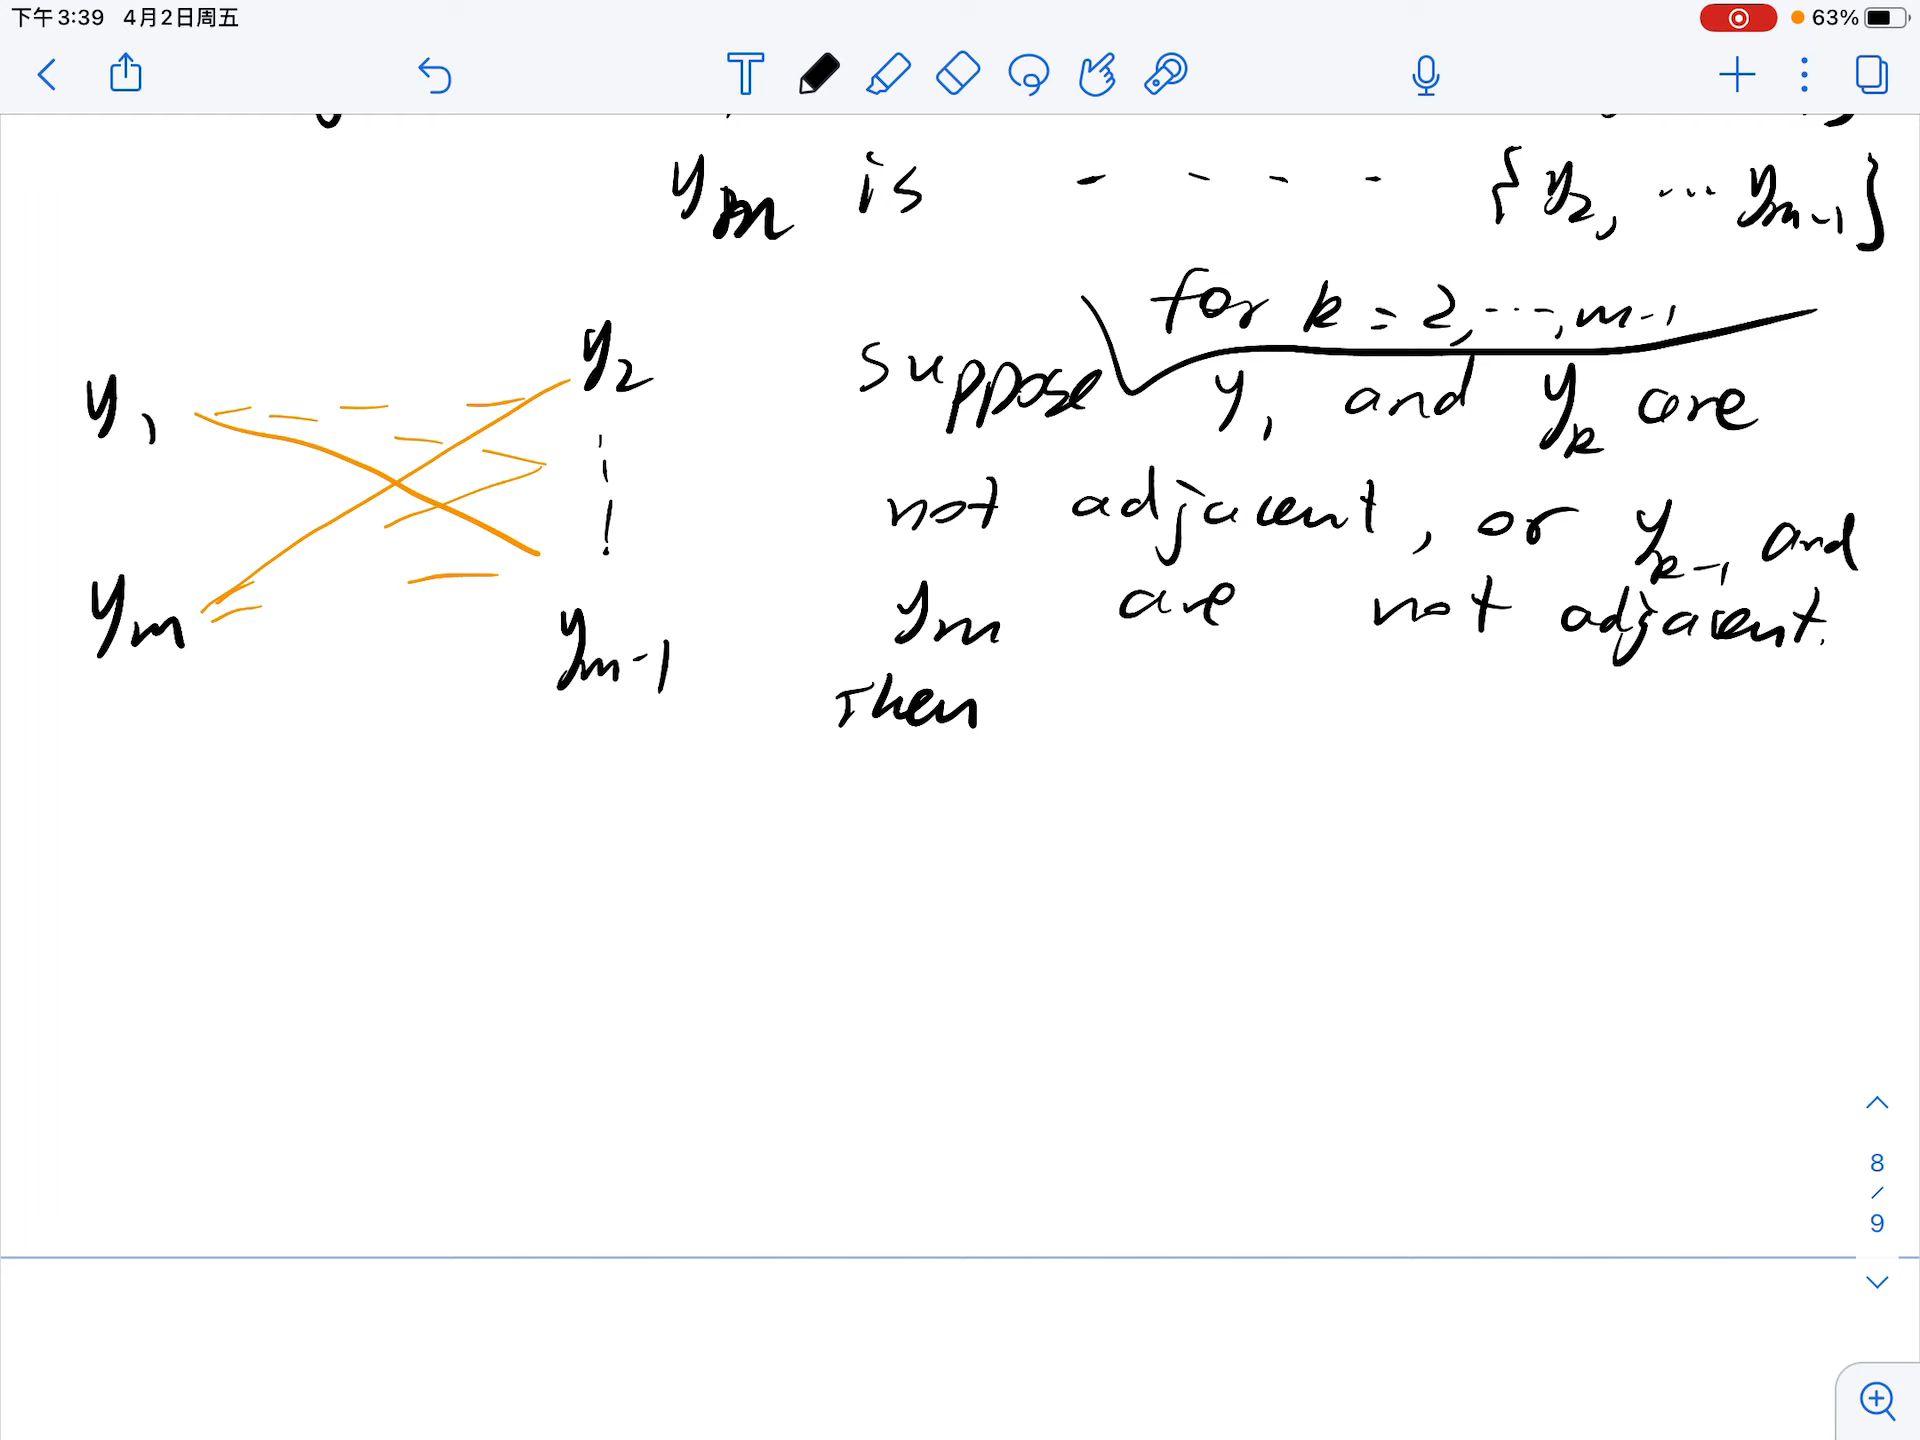 下午3:39 4月2日周五
63%
T
ym is - - - - {y2, ... ym-1}
for k = 2, ..., m-1
suppose y1 and yk are
not adjacent, or yk-1 and
ym are not adjacent.
Then
y1
y2
ym
ym-1
8
/
9